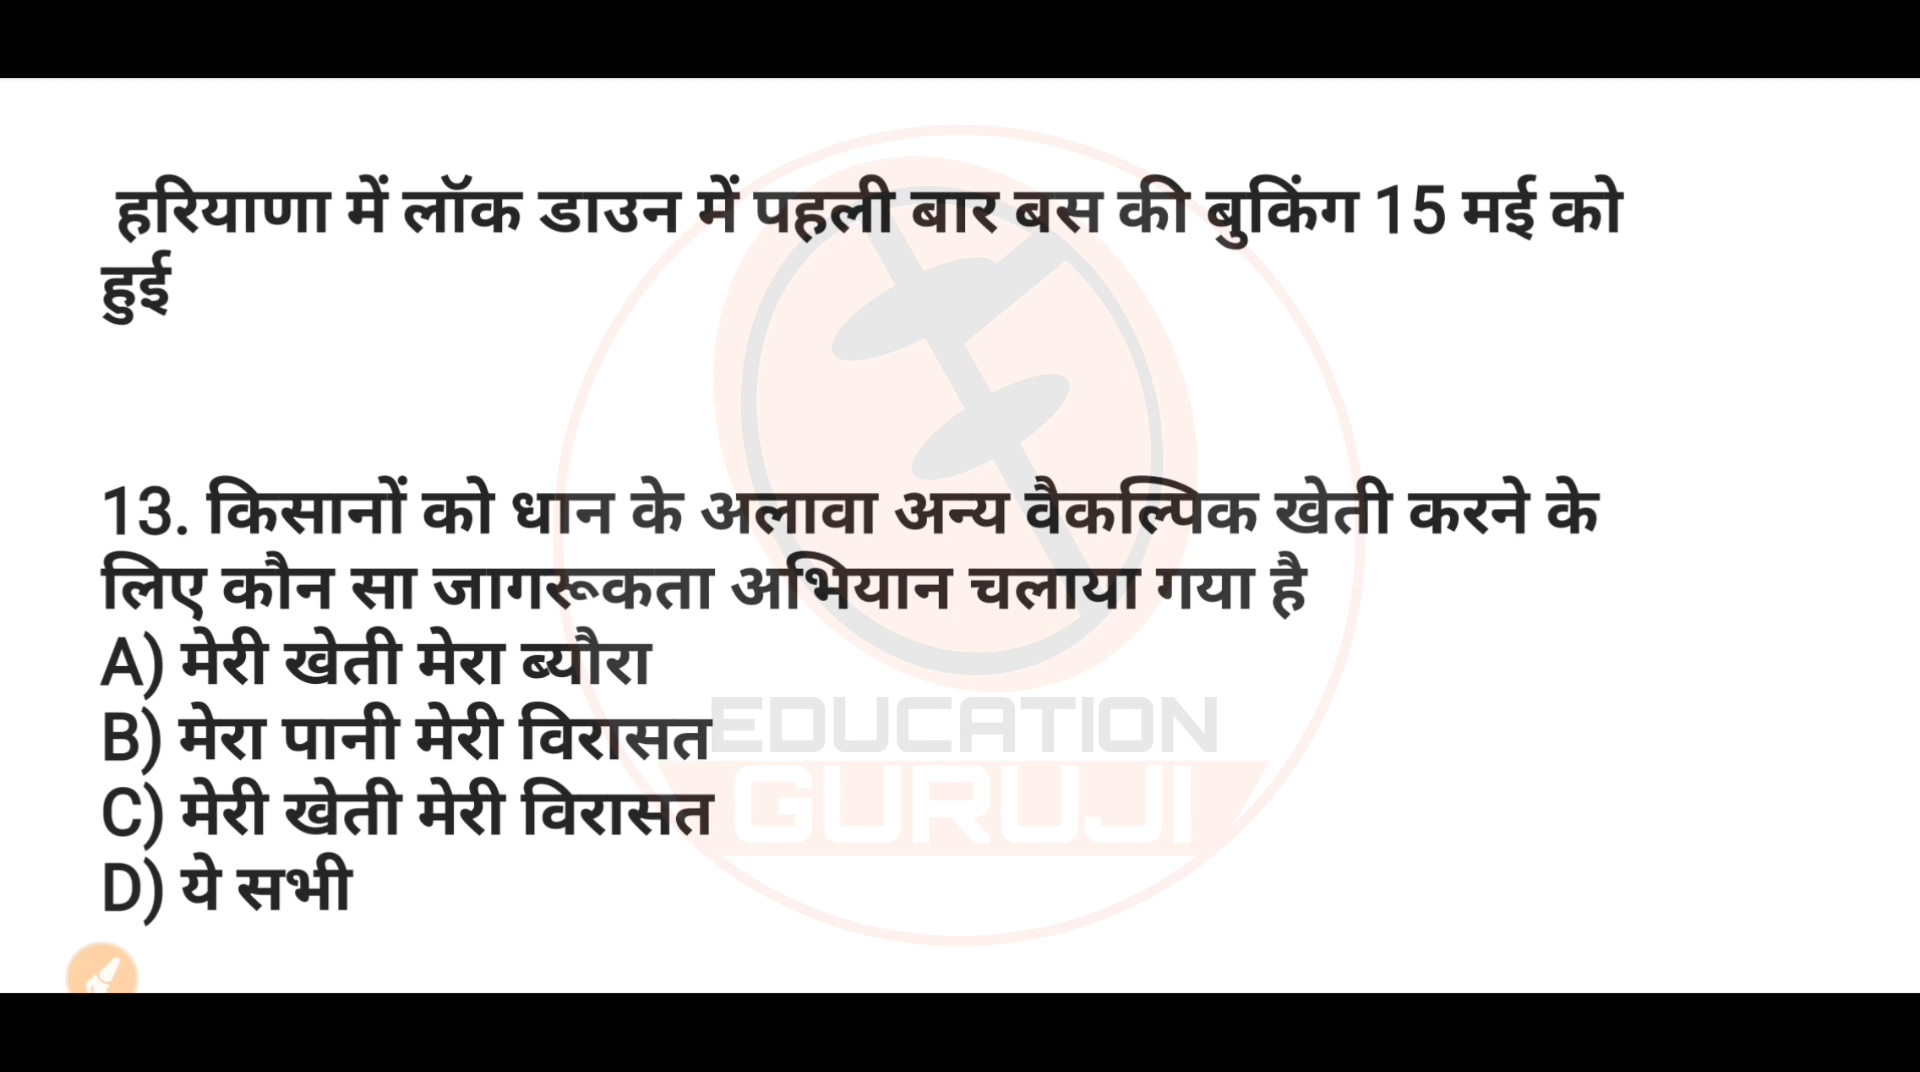 हरियाणा में लॉक डाउन में पहली बार बस की बुकिंग 15 मई को
हुई
13. किसानों को धान के अलावा अन्य वैकल्पिक खेती करने के
लिए कौन सा जागरूकता अभियान चलाया गया है
A) मेरी खेती मेरा ब्यौरा
B) मेरा पानी मेरी विरासत
C) मेरी खेती मेरी विरासत
D) ये सभी
EDUCATION
GURUJI